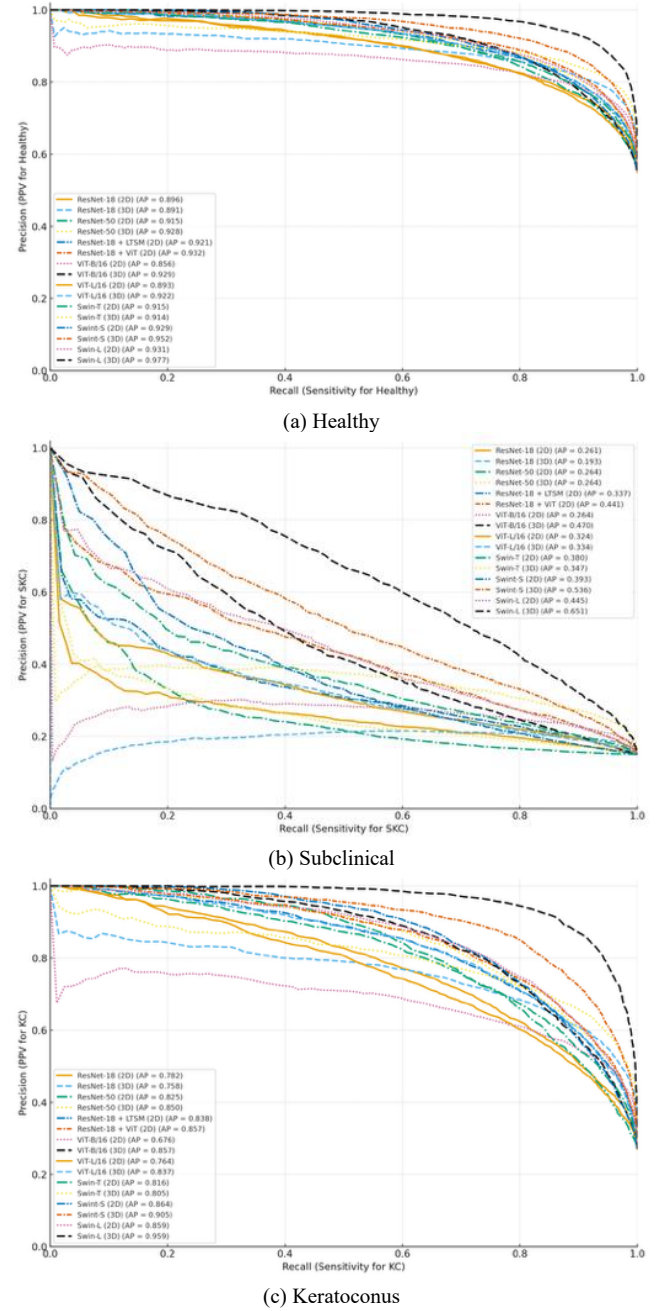 1.0
0.8
0.6
0.4
0.2
0.0
Precision (PPV for Healthy)
ResNet-18 (2D) (AP = 0.896)
ResNet-18 (3D) (AP = 0.891)
ResNet-50 (2D) (AP = 0.915)
ResNet-50 (3D) (AP = 0.928)
ResNet-18 + LTSM (2D) (AP = 0.921)
ResNet-18 + ViT (2D) (AP = 0.932)
ViT-B/16 (2D) (AP = 0.856)
ViT-B/16 (3D) (AP = 0.929)
ViT-L/16 (2D) (AP = 0.893)
ViT-L/16 (3D) (AP = 0.922)
Swin-T (2D) (AP = 0.915)
Swin-T (3D) (AP = 0.914)
Swint-S (2D) (AP = 0.929)
Swint-S (3D) (AP = 0.952)
Swin-L (2D) (AP = 0.931)
Swin-L (3D) (AP = 0.977)
0.0 0.2 0.4 0.6 0.8 1.0
Recall (Sensitivity for Healthy)
(a) Healthy
1.0
0.8
0.6
0.4
0.2
0.0
Precision (PPV for SKC)
ResNet-18 (2D) (AP = 0.261)
ResNet-18 (3D) (AP = 0.193)
ResNet-50 (2D) (AP = 0.264)
ResNet-50 (3D) (AP = 0.264)
ResNet-18 + LTSM (2D) (AP = 0.337)
ResNet-18 + ViT (2D) (AP = 0.441)
ViT-B/16 (2D) (AP = 0.264)
ViT-B/16 (3D) (AP = 0.470)
ViT-L/16 (2D) (AP = 0.324)
ViT-L/16 (3D) (AP = 0.334)
Swin-T (2D) (AP = 0.380)
Swin-T (3D) (AP = 0.347)
Swint-S (2D) (AP = 0.393)
Swint-S (3D) (AP = 0.536)
Swin-L (2D) (AP = 0.445)
Swin-L (3D) (AP = 0.651)
0.0 0.2 0.4 0.6 0.8 1.0
Recall (Sensitivity for SKC)
(b) Subclinical
1.0
0.8
0.6
0.4
0.2
0.0
Precision (PPV for KC)
ResNet-18 (2D) (AP = 0.782)
ResNet-18 (3D) (AP = 0.758)
ResNet-50 (2D) (AP = 0.825)
ResNet-50 (3D) (AP = 0.850)
ResNet-18 + LTSM (2D) (AP = 0.838)
ResNet-18 + ViT (2D) (AP = 0.857)
ViT-B/16 (2D) (AP = 0.676)
ViT-B/16 (3D) (AP = 0.857)
ViT-L/16 (2D) (AP = 0.764)
ViT-L/16 (3D) (AP = 0.837)
Swin-T (2D) (AP = 0.816)
Swin-T (3D) (AP = 0.805)
Swint-S (2D) (AP = 0.864)
Swint-S (3D) (AP = 0.905)
Swin-L (2D) (AP = 0.859)
Swin-L (3D) (AP = 0.959)
0.0 0.2 0.4 0.6 0.8 1.0
Recall (Sensitivity for KC)
(c) Keratoconus